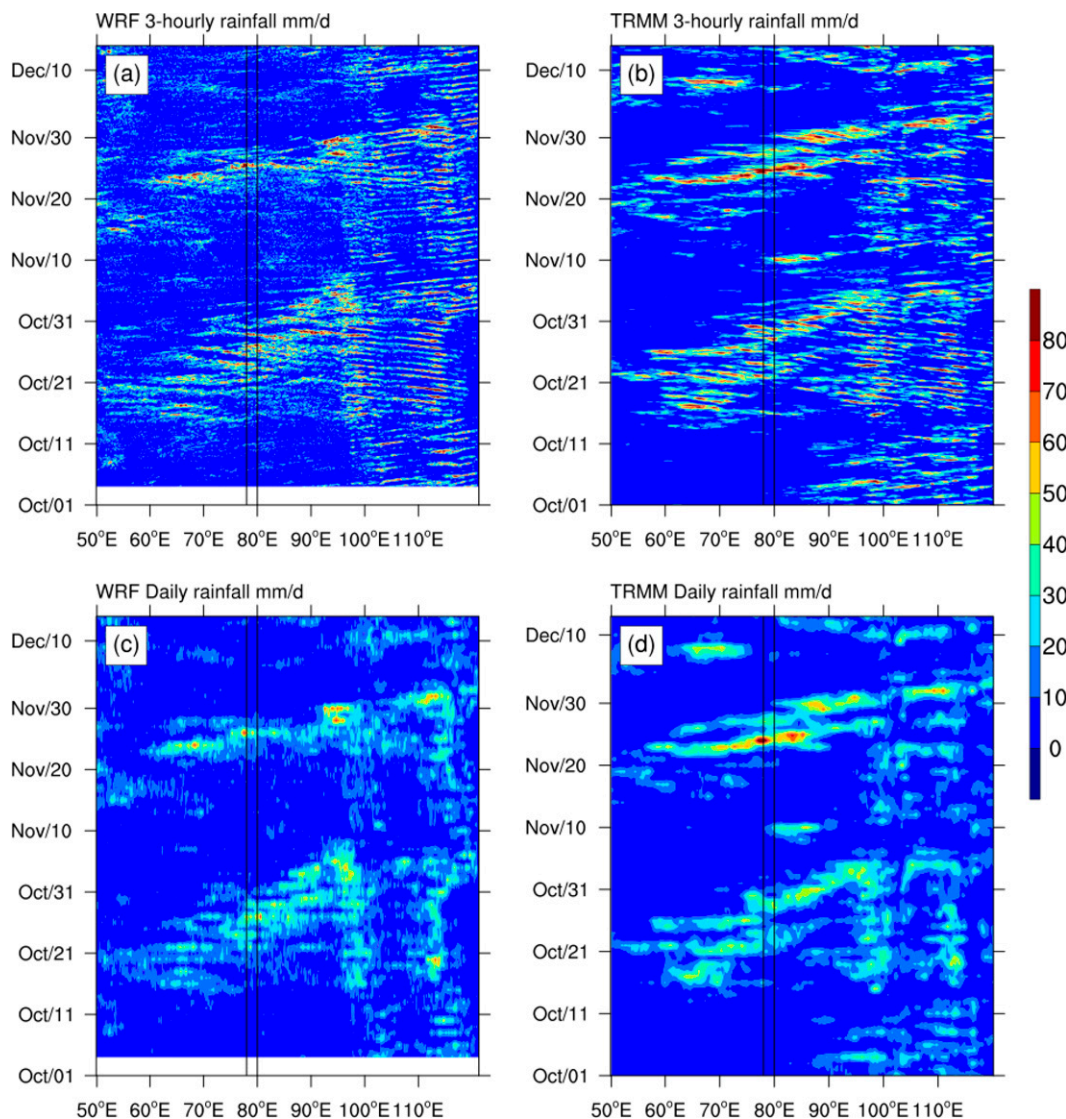 WRF 3-hourly rainfall mm/d
TRMM 3-hourly rainfall mm/d
(a)
(b)
Dec/10
Nov/30
Nov/20
Nov/10
Oct/31
Oct/21
Oct/11
Oct/01
50°E 60°E 70°E 80°E 90°E 100°E 110°E
Dec/10
Nov/30
Nov/20
Nov/10
Oct/31
Oct/21
Oct/11
Oct/01
50°E 60°E 70°E 80°E 90°E 100°E 110°E
80
70
60
50
40
30
20
10
0
WRF Daily rainfall mm/d
TRMM Daily rainfall mm/d
(c)
(d)
Dec/10
Nov/30
Nov/20
Nov/10
Oct/31
Oct/21
Oct/11
Oct/01
50°E 60°E 70°E 80°E 90°E 100°E 110°E
Dec/10
Nov/30
Nov/20
Nov/10
Oct/31
Oct/21
Oct/11
Oct/01
50°E 60°E 70°E 80°E 90°E 100°E 110°E